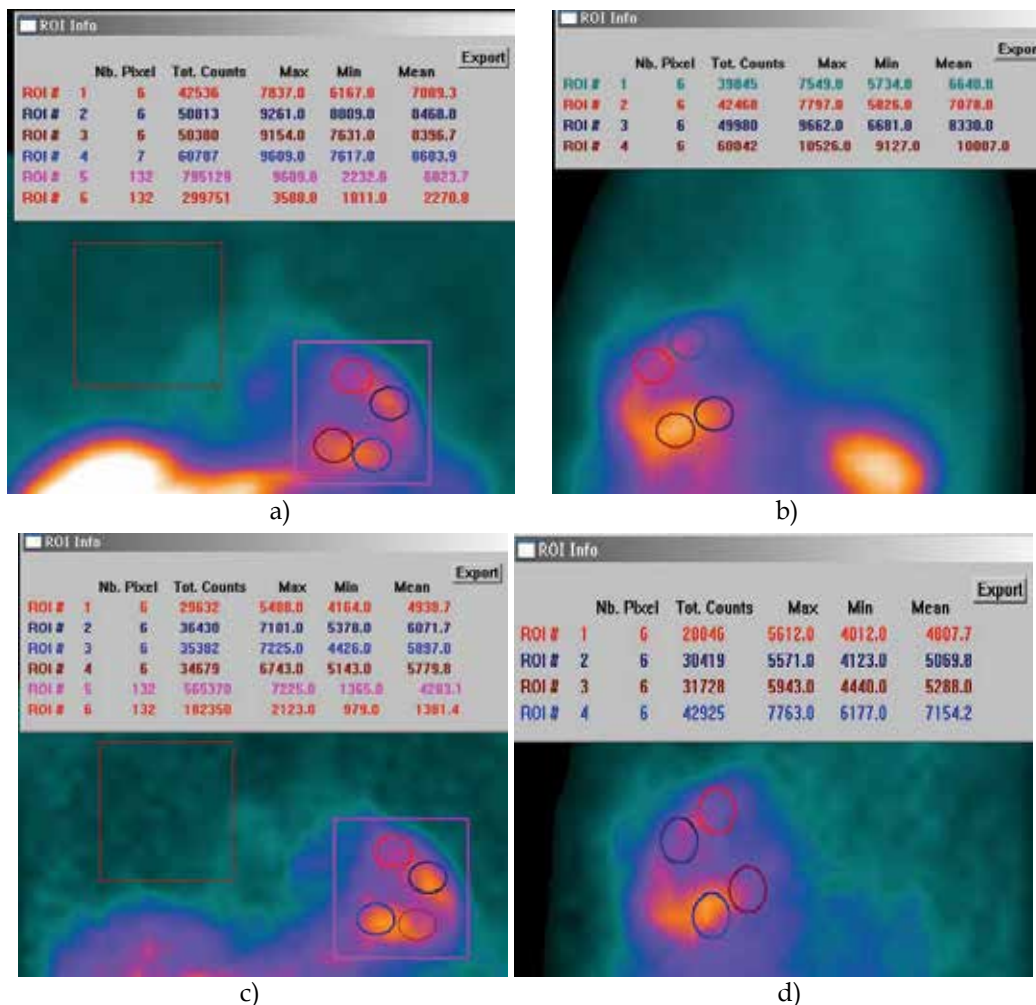 ROI Info
Export
Nb. Pixel Tot. Counts Max Min Mean
ROI # 1 6 42536 7837.0 6167.0 7089.3
ROI # 2 6 50813 9261.0 8009.0 8468.8
ROI # 3 6 50380 9154.0 7631.0 8396.7
ROI # 4 7 60787 9609.0 7617.0 8683.9
ROI # 5 132 795129 9609.0 2232.0 6023.7
ROI # 6 132 299751 2270.8
a)
ROI Info
Export
Nb. Pixel Tot. Counts Max Min Mean
ROI # 1 6 39845 7549.0 5734.0 6640.8
ROI # 2 6 42468 7797.0 5826.0 7078.0
ROI # 3 6 49980 9662.0 6681.0 8330.0
ROI # 4 6 60042 10526.0 9127.0 10007.0
b)
ROI Info
Export
Nb. Pixel Tot. Counts Max Min Mean
ROI # 1 6 29632 4164.0 4938.7
ROI # 2 6 36430 7101.0 5378.0 6071.7
ROI # 3 6 35382 7225.0 4426.0 5897.0
ROI # 4 6 34679 6743.0 5143.0 5779.8
ROI # 5 132 565370 7225.0 1365.0 4283.1
ROI # 6 132 182350 2123.0 979.0 1381.4
c)
ROI Info
Export
Nb. Pixel Tot. Counts Max Min Mean
ROI # 1 6 28846 5612.0 4012.0 4807.7
ROI # 2 6 30419 5571.0 4123.0 5069.8
ROI # 3 6 31728 5943.0 4440.0 5288.0
ROI # 4 6 42925 7763.0 6177.0 7154.2
d)